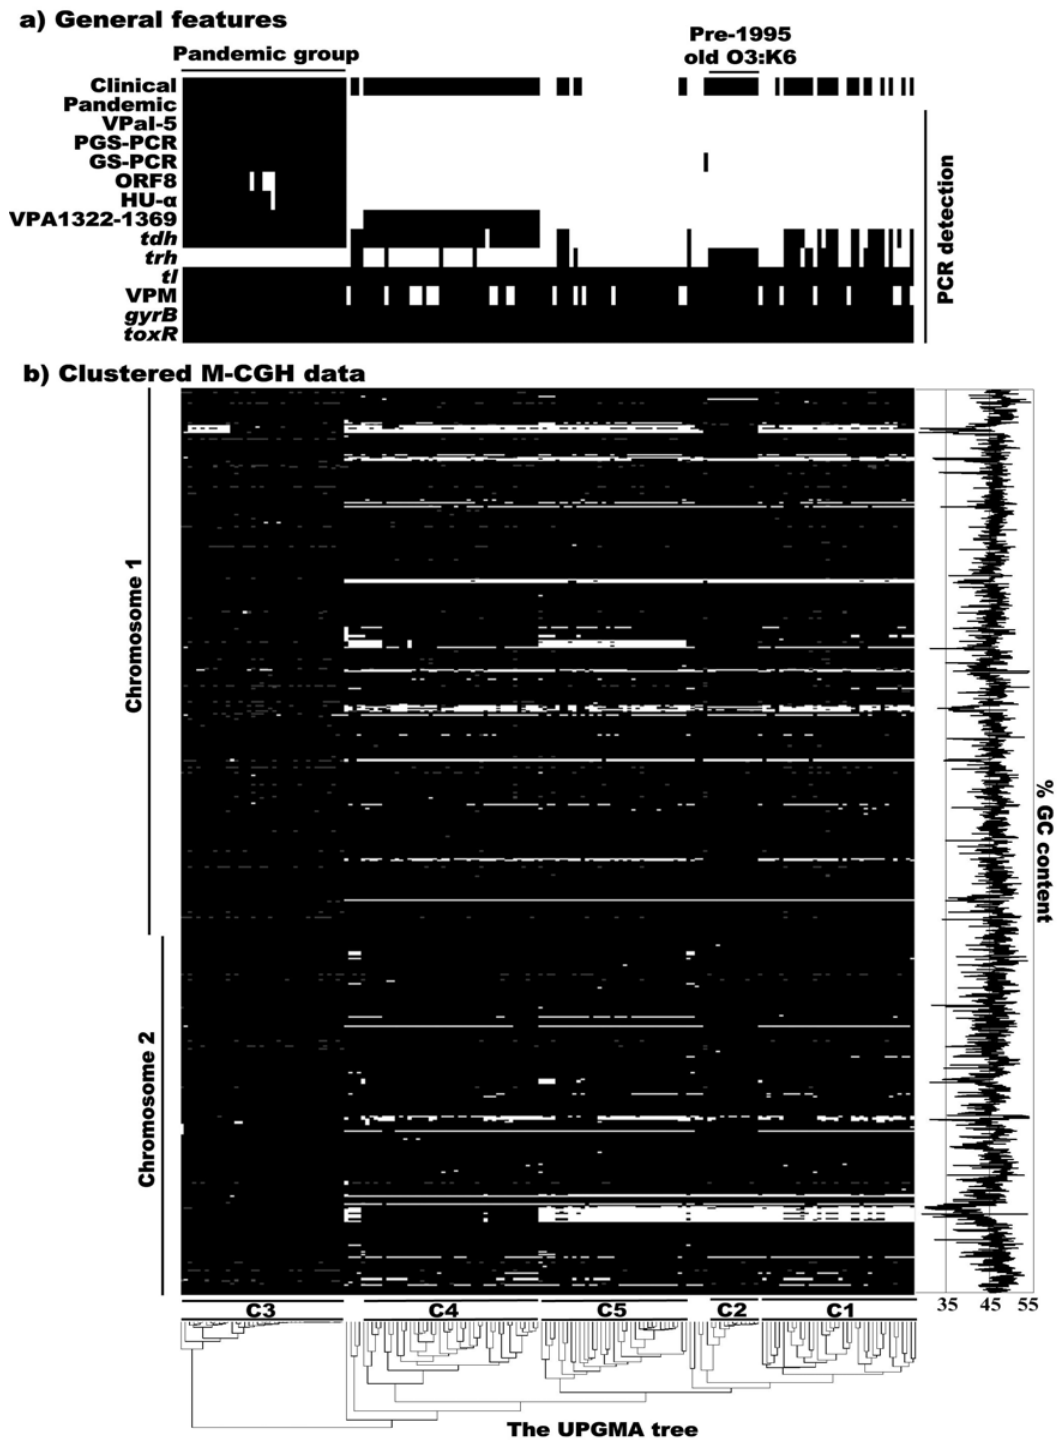 a) General features
Pandemic group
Pre-1995
old O3:K6
Clinical
Pandemic
VPal-5
PGS-PCR
GS-PCR
ORF8
HU-α
VPA1322-1369
tdh
trh
tl
VPM
gyrB
toxR
PCR detection
b) Clustered M-CGH data
Chromosome 1
Chromosome 2
% GC content
35 45 55
C3 C4 C5 C2 C1
The UPGMA tree